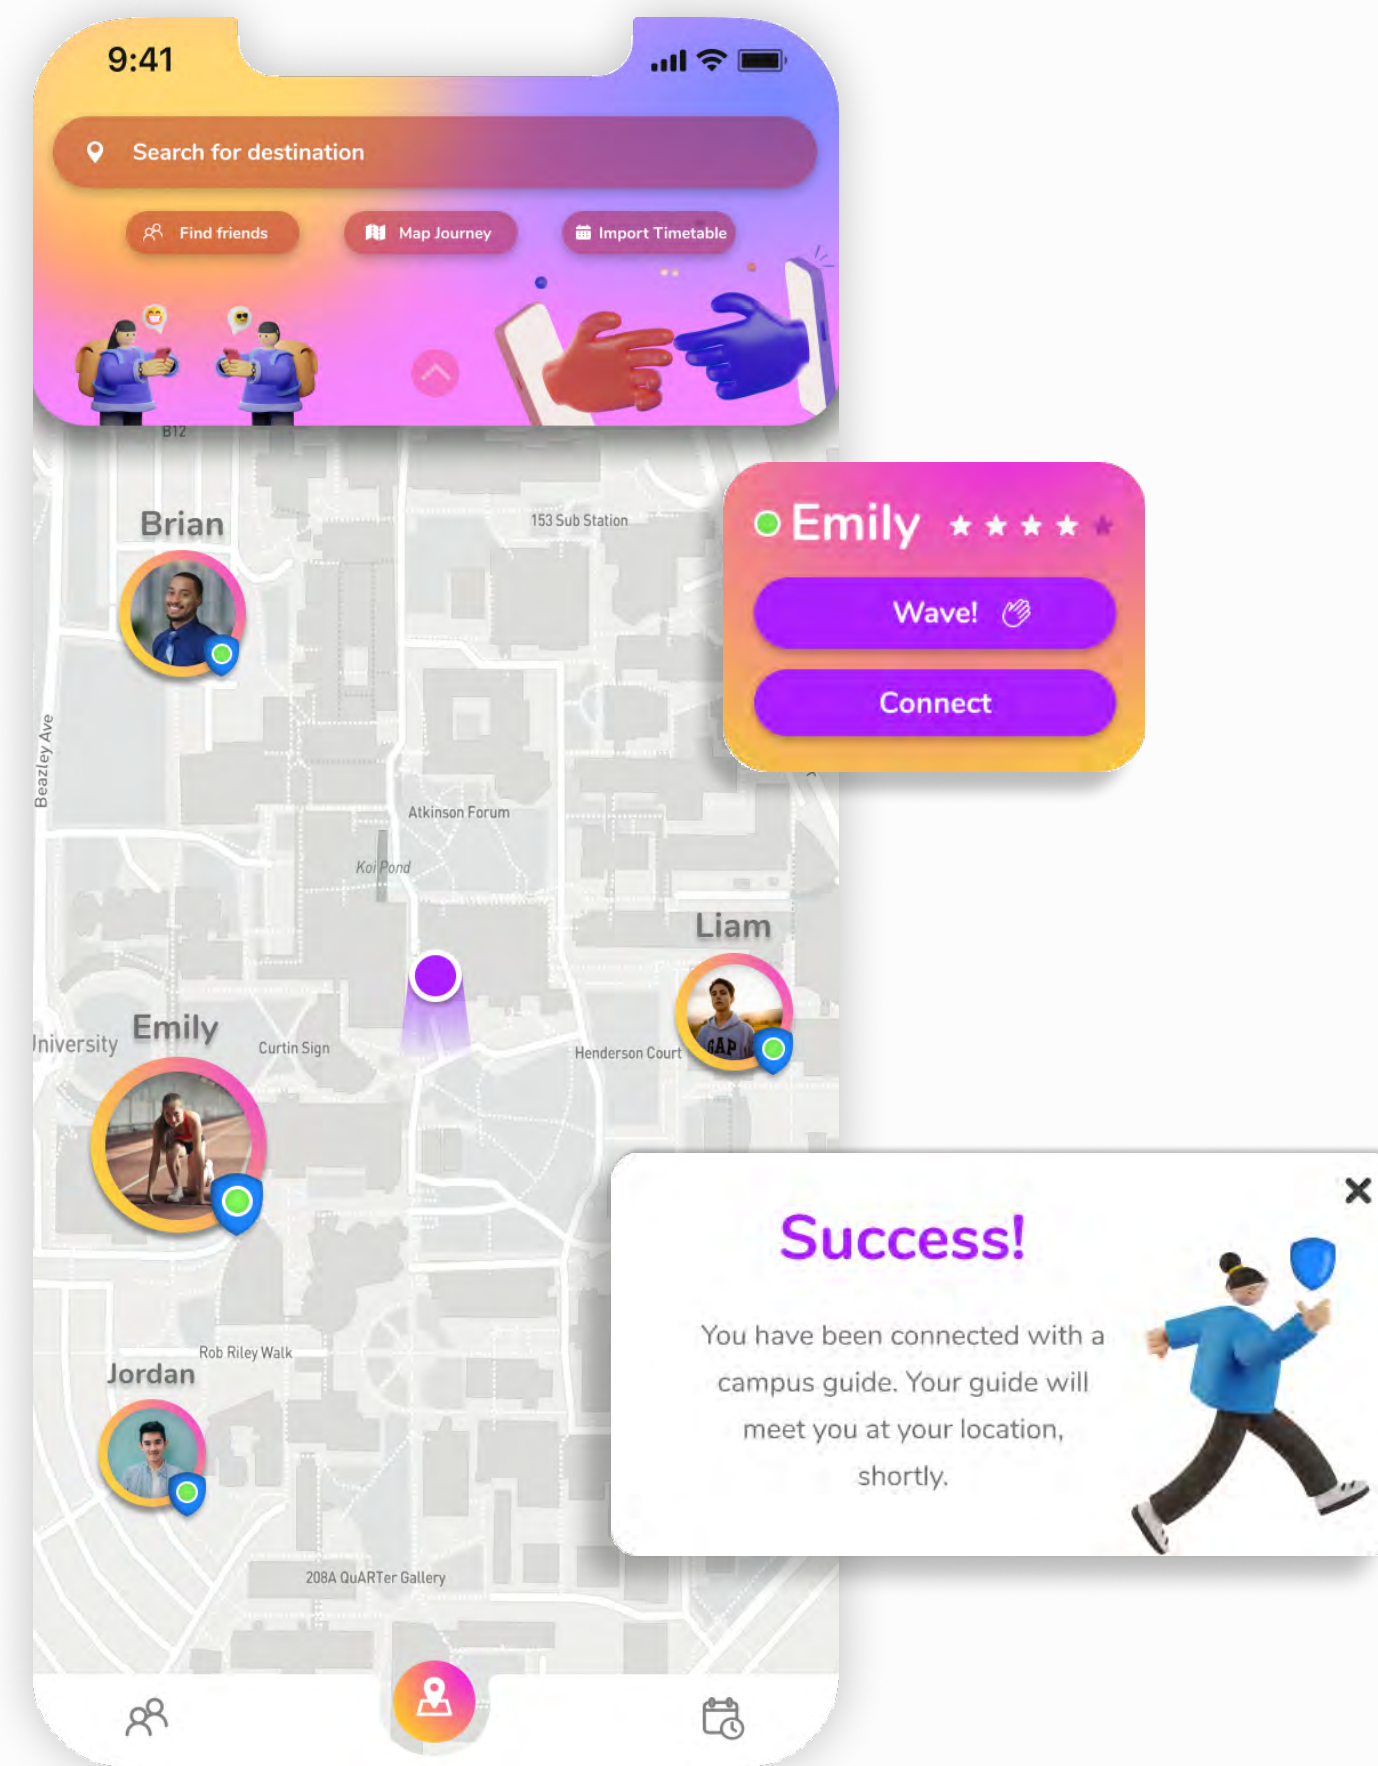 9:41
Search for destination
Find friends
Map Journey
Import Timetable
B12
Brian
153 Sub Station
Emily
Wave!
Connect
Beazley Ave
Atkinson Forum
Koi Pond
Liam
Emily
University
Curtin Sign
Henderson Court
GAP
Success!
You have been connected with a
campus guide. Your guide will
meet you at your location,
shortly.
Rob Riley Walk
Jordan
208A QuARTer Gallery